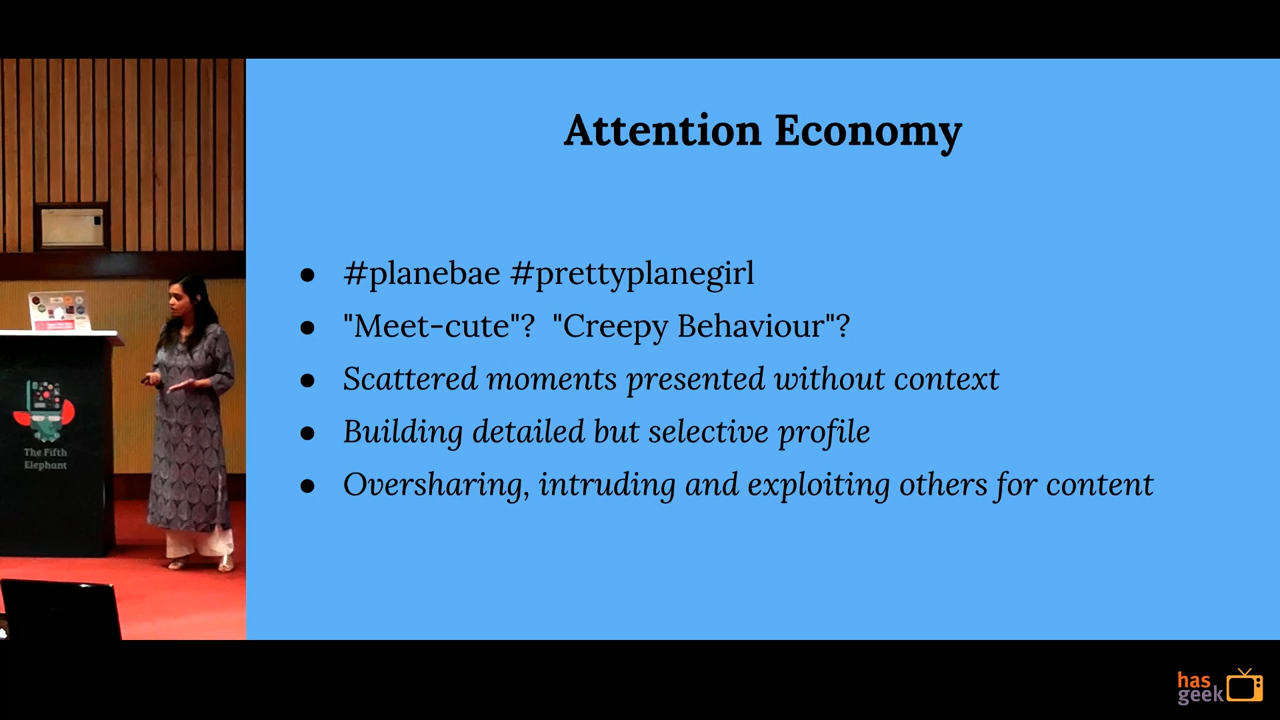 Attention Economy
● #planebae #prettyplanegirl
● "Meet-cute"? "Creepy Behaviour"?
● Scattered moments presented without context
● Building detailed but selective profile
● Oversharing, intruding and exploiting others for content
The Fifth
Elephant
has
geek